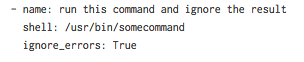 - name: run this command and ignore the result
  shell: /usr/bin/somecommand
  ignore_errors: True